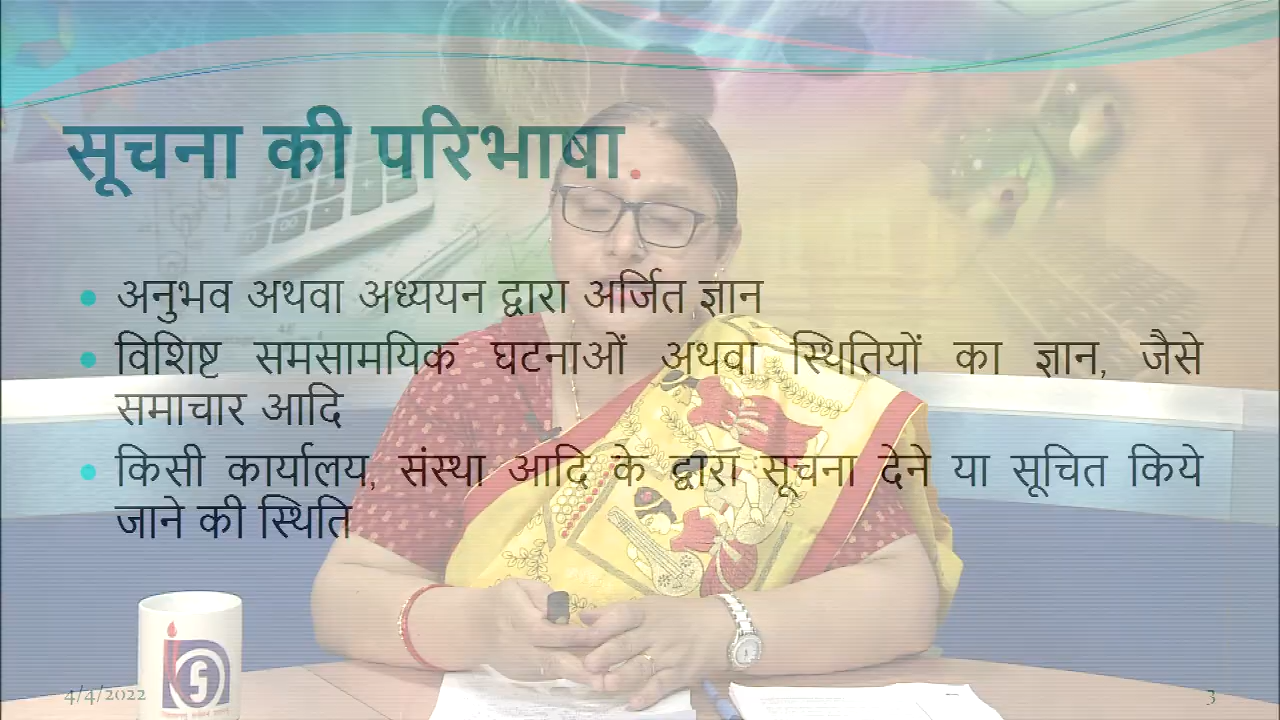 सूचना की परिभाषा
अनुभव अथवा अध्ययन द्वारा अर्जित ज्ञान
विशिष्ट समसामयिक घटनाओं अथवा स्थितियों का ज्ञान, जैसे
समाचार आदि
किसी कार्यालय, संस्था आदि के द्वारा सूचना देने या सूचित किये
जाने की स्थिति
4/4/2022
3